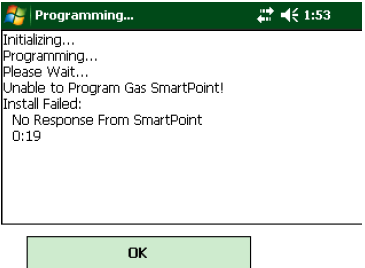 Programming... 1:53
Initializing...
Programming...
Please Wait...
Unable to Program Gas SmartPoint!
Install Failed:
No Response From SmartPoint
0:19
OK